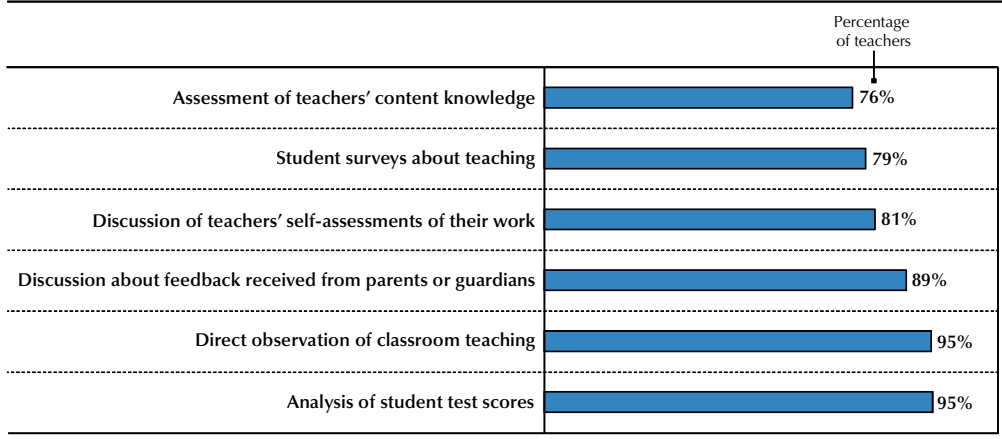 Percentage
of teachers
Assessment of teachers’ content knowledge 76%
Student surveys about teaching 79%
Discussion of teachers’ self-assessments of their work 81%
Discussion about feedback received from parents or guardians 89%
Direct observation of classroom teaching 95%
Analysis of student test scores 95%